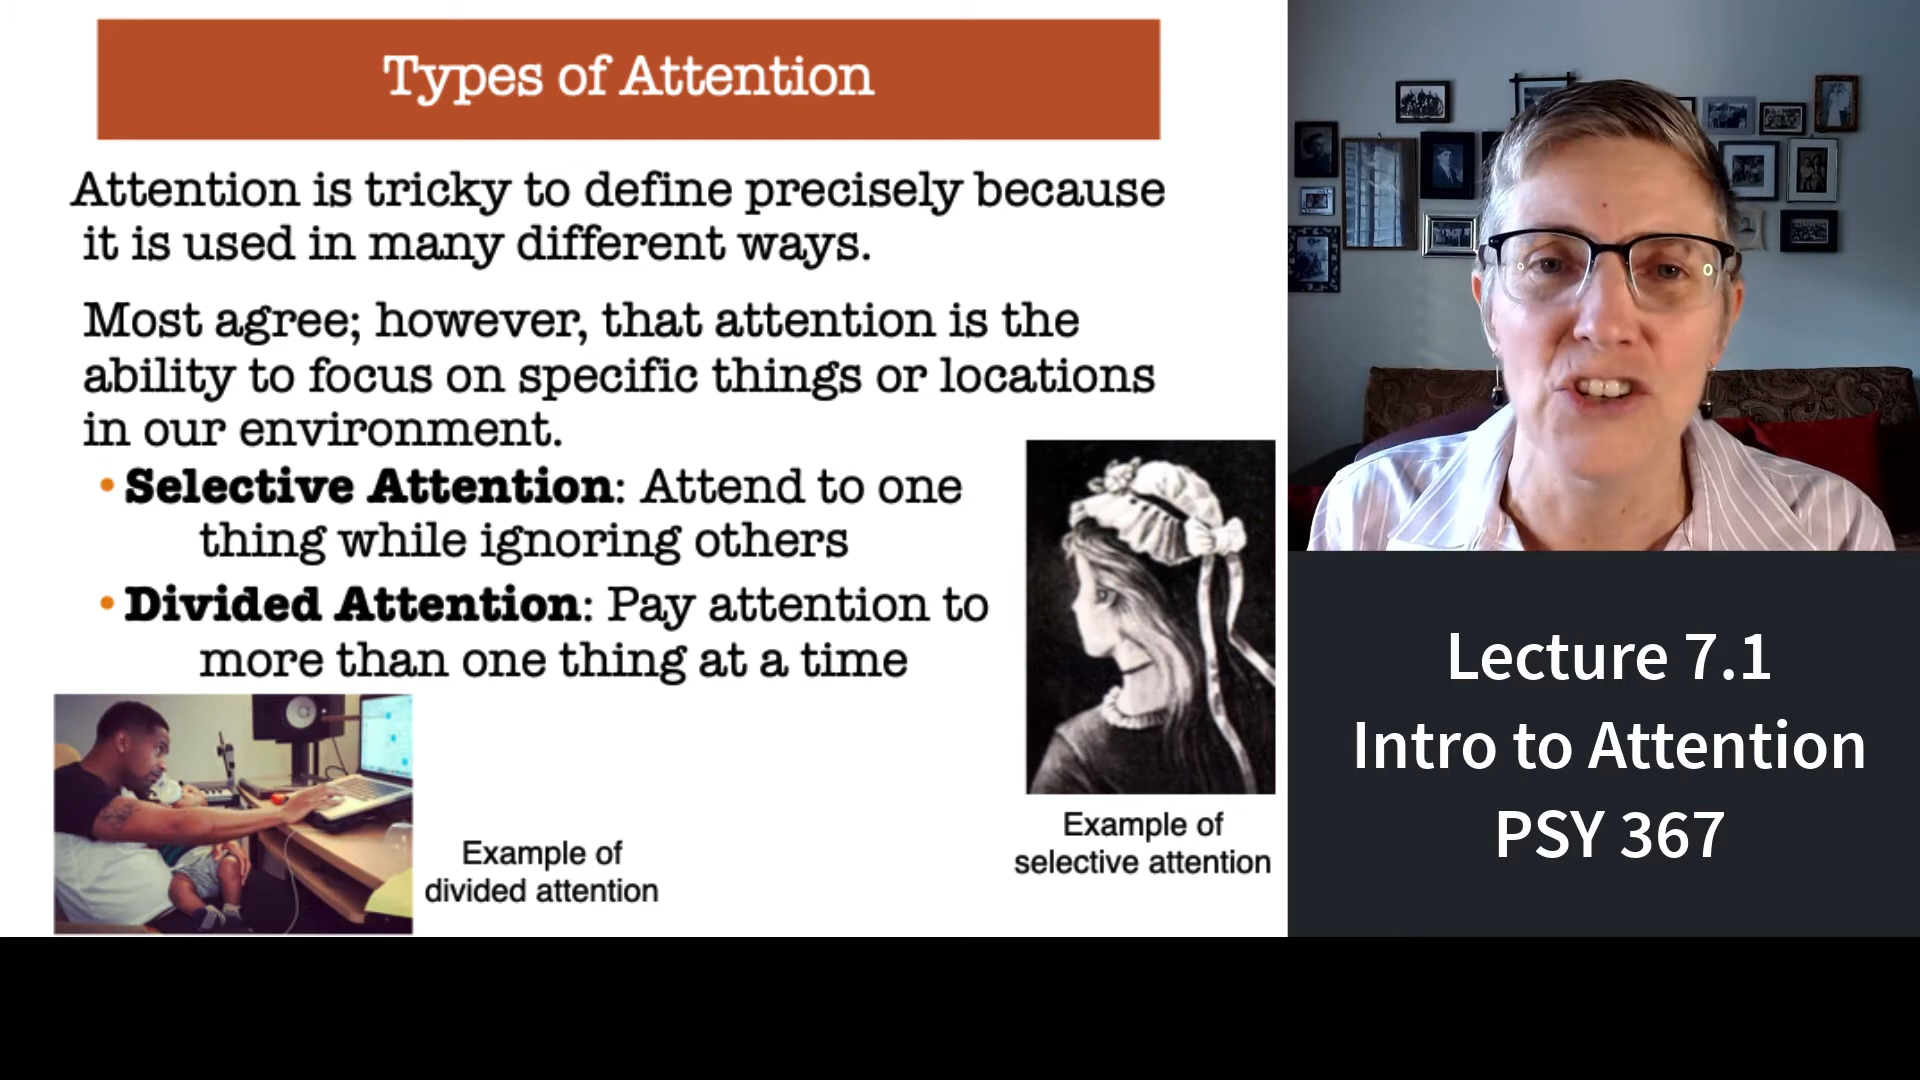 Types of Attention
Attention is tricky to define precisely because
it is used in many different ways.
Most agree; however, that attention is the
ability to focus on specific things or locations
in our environment.
• Selective Attention: Attend to one
thing while ignoring others
• Divided Attention: Pay attention to
more than one thing at a time
Example of
divided attention
Example of
selective attention
Lecture 7.1
Intro to Attention
PSY 367